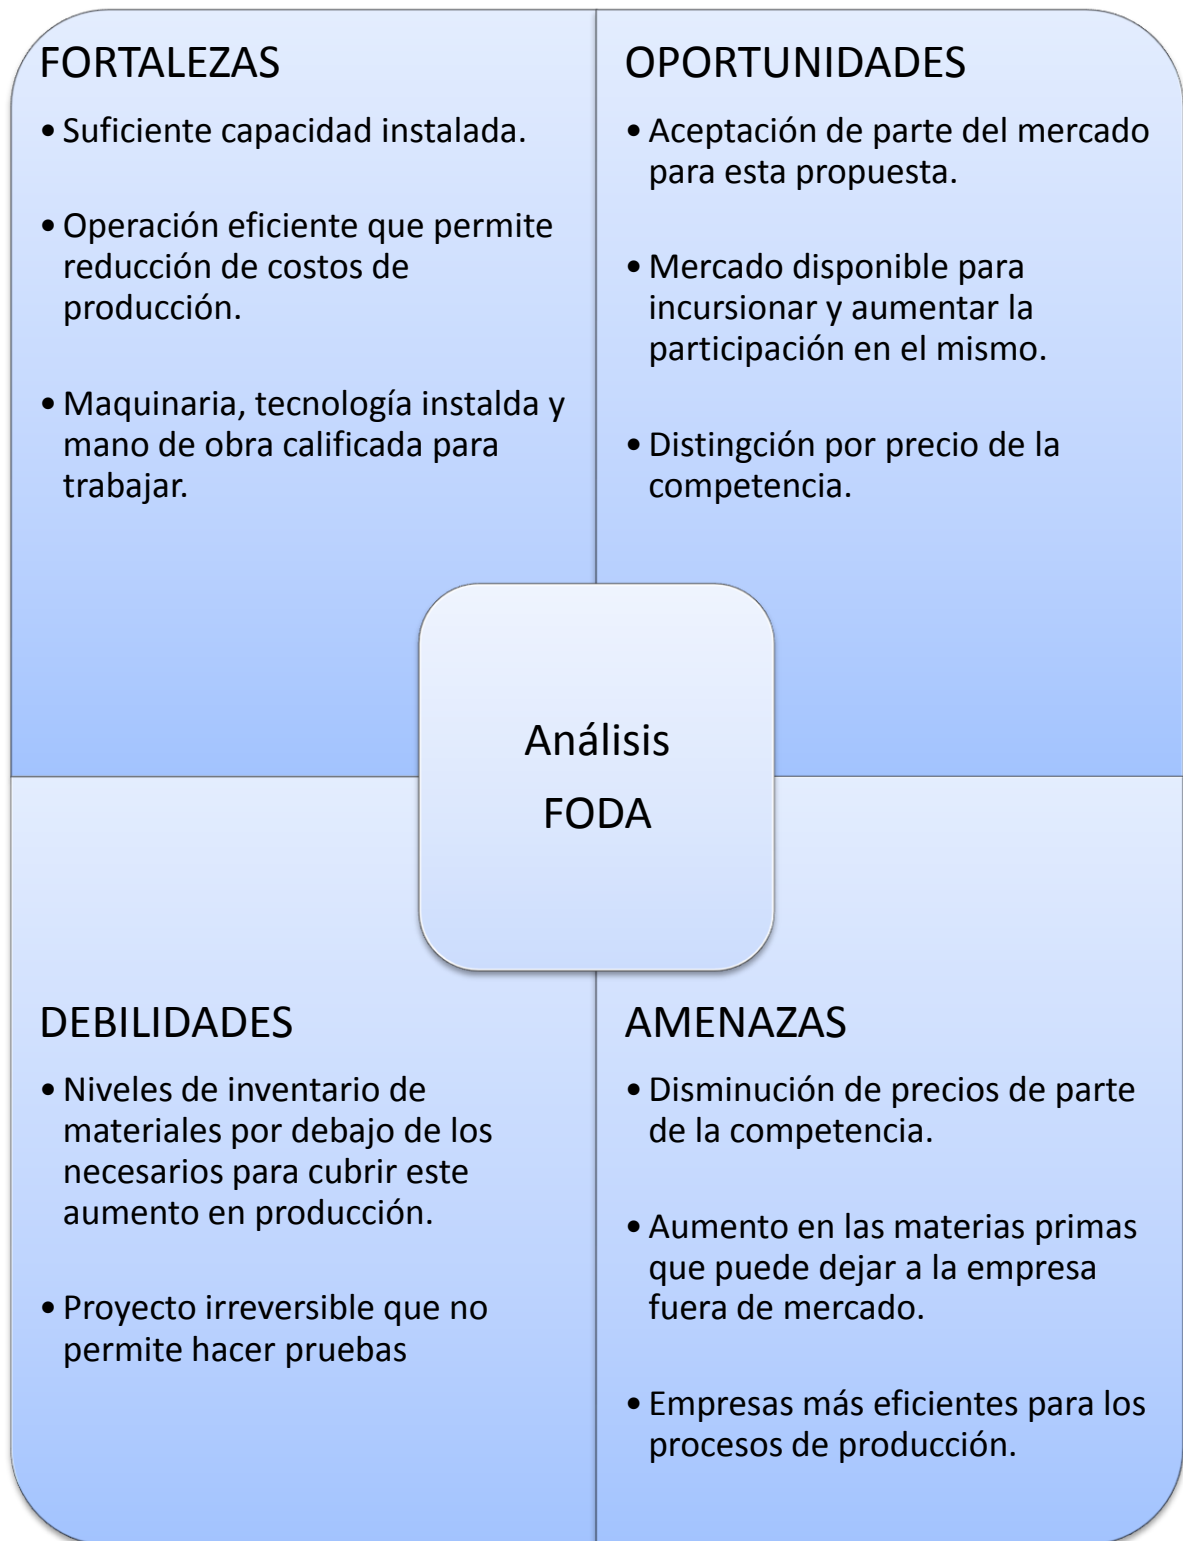 FORTALEZAS
• Suficiente capacidad instalada.
• Operación eficiente que permite
reducción de costos de
producción.
• Maquinaria, tecnología instalda y
mano de obra calificada para
trabajar.
OPORTUNIDADES
• Aceptación de parte del mercado
para esta propuesta.
• Mercado disponible para
incursionar y aumentar la
participación en el mismo.
• Distingción por precio de la
competencia.
Análisis
FODA
DEBILIDADES
• Niveles de inventario de
materiales por debajo de los
necesarios para cubrir este
aumento en producción.
• Proyecto irreversible que no
permite hacer pruebas
AMENAZAS
• Disminución de precios de parte
de la competencia.
• Aumento en las materias primas
que puede dejar a la empresa
fuera de mercado.
• Empresas más eficientes para los
procesos de producción.